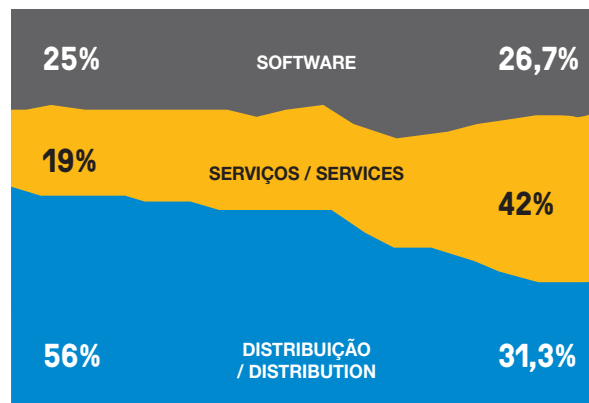 25%
SOFTWARE
26,7%
19%
SERVIÇOS / SERVICES
42%
56%
DISTRIBUIÇÃO
/ DISTRIBUTION
31,3%